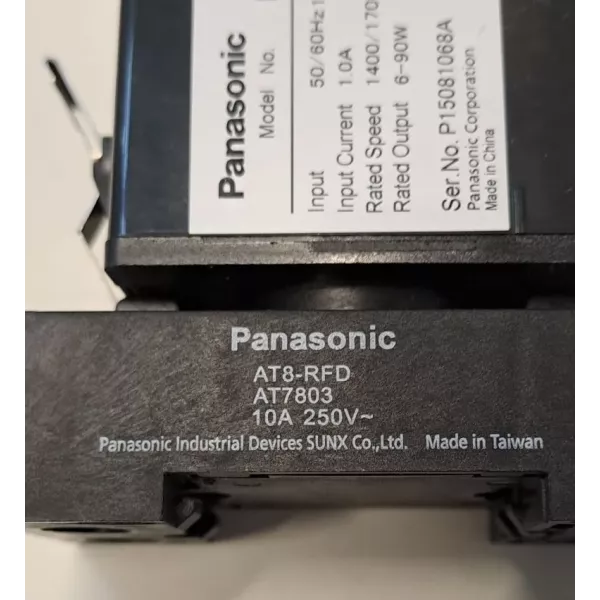 Panasonic
Model No.
Input 50/60Hz
Input Current 1.0A
Rated Speed 1400/170
Rated Output 6-90W
Ser.No. P15081068A
Panasonic Corporation
Made in China
Panasonic
AT8-RFD
AT7803
10A 250V~
Panasonic Industrial Devices SUNX Co.,Ltd. Made in Taiwan